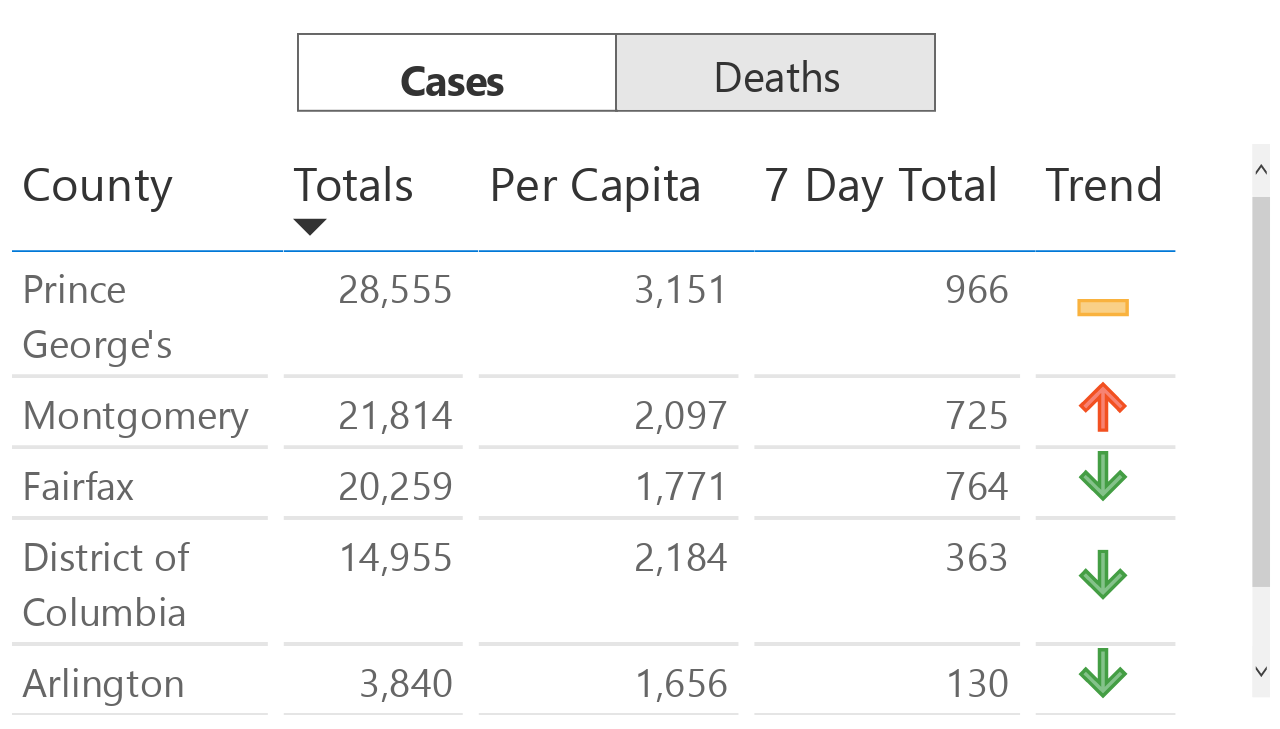 Cases Deaths
County Totals Per Capita 7 Day Total Trend
Prince 28,555 3,151 966
George's
Montgomery 21,814 2,097 725
Fairfax 20,259 1,771 764
District of 14,955 2,184 363
Columbia
Arlington 3,840 1,656 130